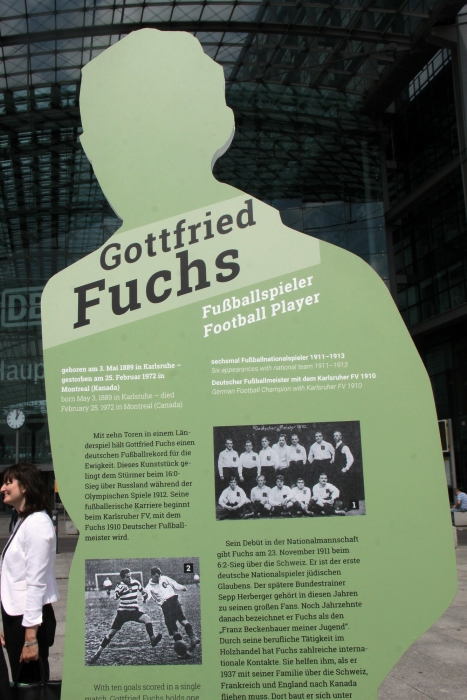 Gottfried
Fuchs
Fußballspieler
Football Player
DB
Haup
geboren am 3. Mai 1889 in Karlsruhe –
gestorben am 25. Februar 1972 in
Montreal (Kanada)
born May 3, 1889 in Karlsruhe – died
February 25, 1972 in Montreal (Canada)
sechsmal Fußballnationalspieler 1911–1913
Six appearances with national team 1911–1913
Deutscher Fußballmeister mit dem Karlsruher FV 1910
German Football Champion with Karlsruhe FV 1910
Mit zehn Toren in einem Län-
derspiel hält Gottfried Fuchs einen
deutschen Fußballrekord für die
Ewigkeit. Dieses Kunststück ge-
lingt dem Stürmer beim 16:0-
Sieg über Russland während der
Olympischen Spiele 1912. Seine
fußballerische Karriere beginnt
beim Karlsruher FV, mit dem
Fuchs 1910 Deutscher Fußball-
meister wird.
1
Sein Debüt in der Nationalmannschaft
gibt Fuchs am 23. November 1911 beim
6:2-Sieg über die Schweiz. Er ist der erste
deutsche Nationalspieler jüdischen
Glaubens. Der spätere Bundestrainer
Sepp Herberger gehört in diesen Jahren
zu seinen großen Fans. Noch Jahrzehnte
danach bezeichnet er Fuchs als den
„Franz Beckenbauer meiner Jugend".
Durch seine berufliche Tätigkeit im
Holzhandel hat Fuchs zahlreiche interna-
tionale Kontakte. Sie helfen ihm, als er
1937 mit seiner Familie über die Schweiz,
Frankreich und England nach Kanada
fliehen muss. Dort baut er sich unter
2
With ten goals scored in a single
match, Gottfried Fuchs holds one